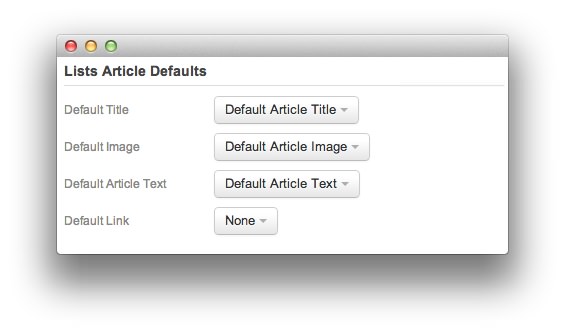 Lists Article Defaults
Default Title Default Article Title
Default Image Default Article Image
Default Article Text Default Article Text
Default Link None